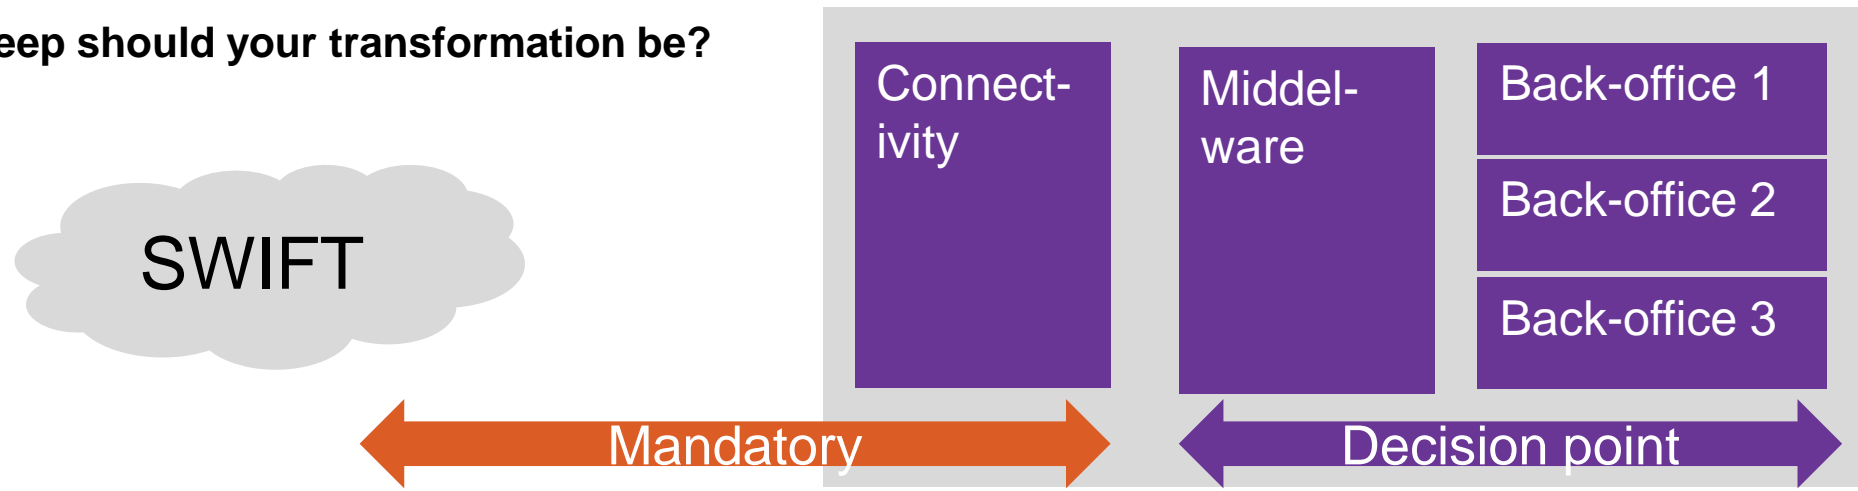 eep should your transformation be?
Connect-
ivity
Middel-
ware
Back-office 1
Back-office 2
Back-office 3
SWIFT
Mandatory
Decision point